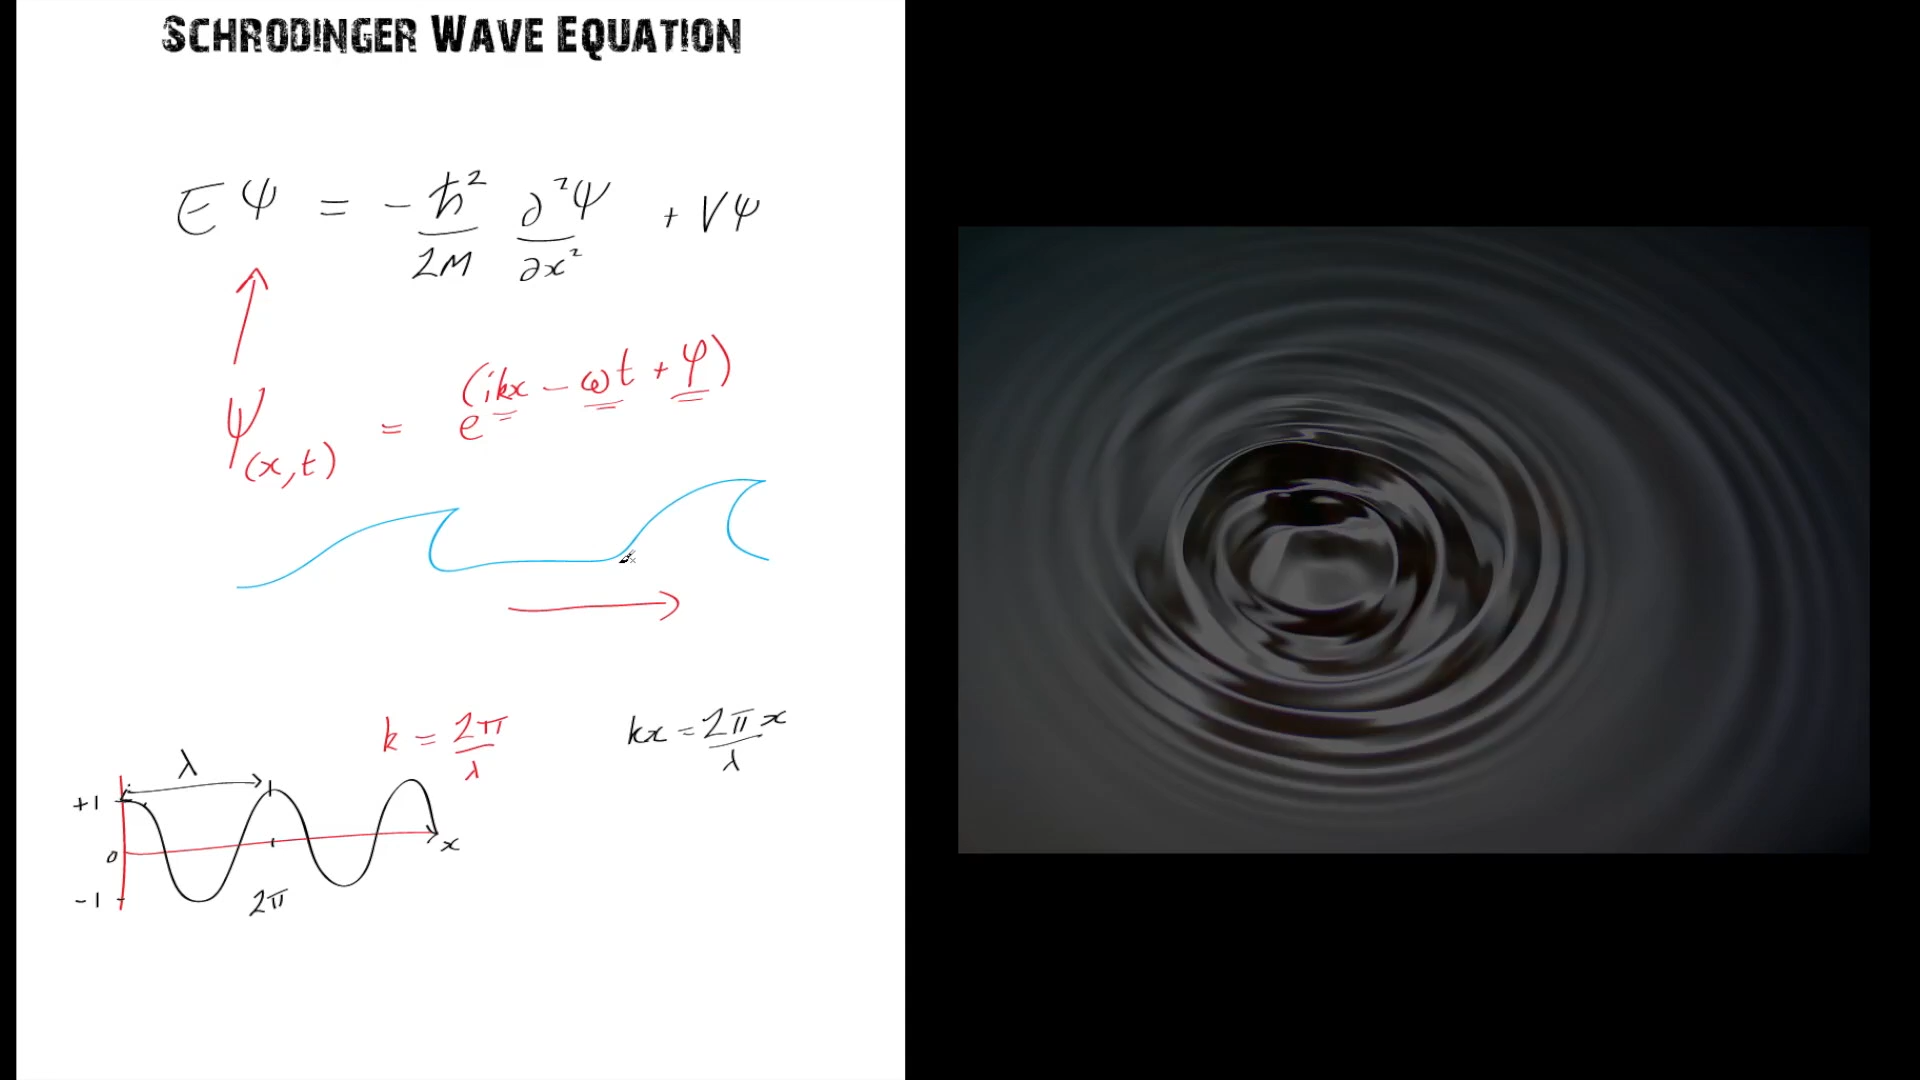 SCHRODINGER WAVE EQUATION
EΨ = -ħ²/2M ∂²Ψ/∂x² + VΨ
ψ(x,t) = e^(ikx - ωt + φ)
k = 2π/λ
kx = 2πx/λ
λ
+1
0
x
-1
2π